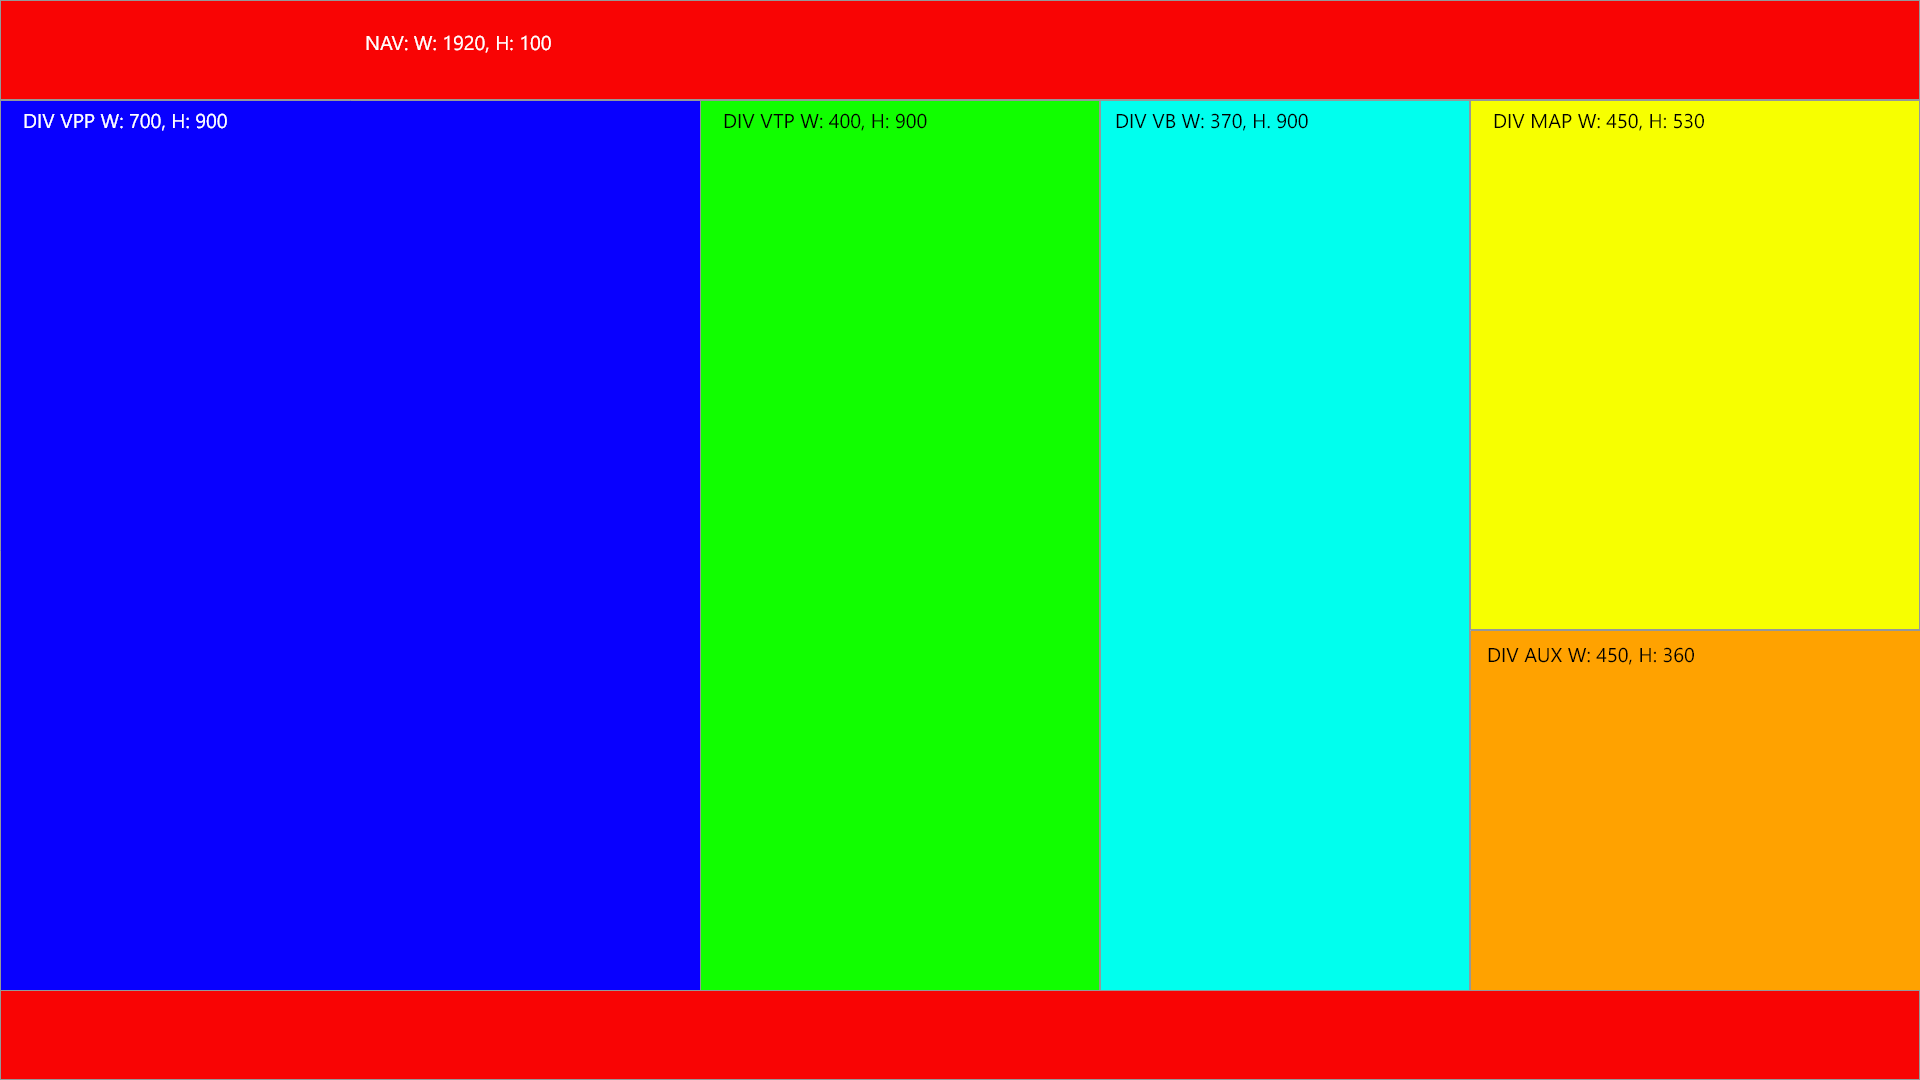 NAV: W: 1920, H: 100
DIV VPP W: 700, H: 900
DIV VTP W: 400, H: 900
DIV VB W: 370, H. 900
DIV MAP W: 450, H: 530
DIV AUX W: 450, H: 360